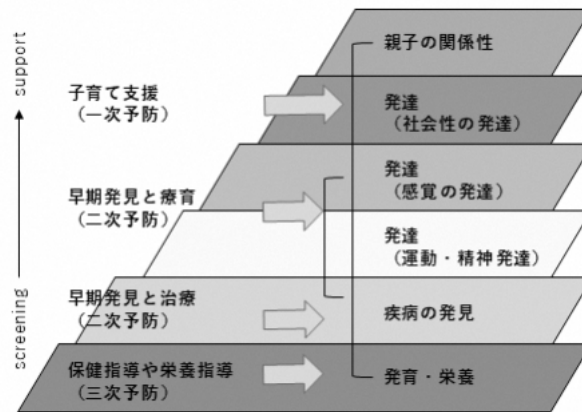 support
screening
親子の関係性
子育て支援
（一次予防）
発達
（社会性の発達）
早期発見と療育
（二次予防）
発達
（感覚の発達）
発達
（運動・精神発達）
早期発見と治療
（二次予防）
疾病の発見
保健指導や栄養指導
（三次予防）
発育・栄養